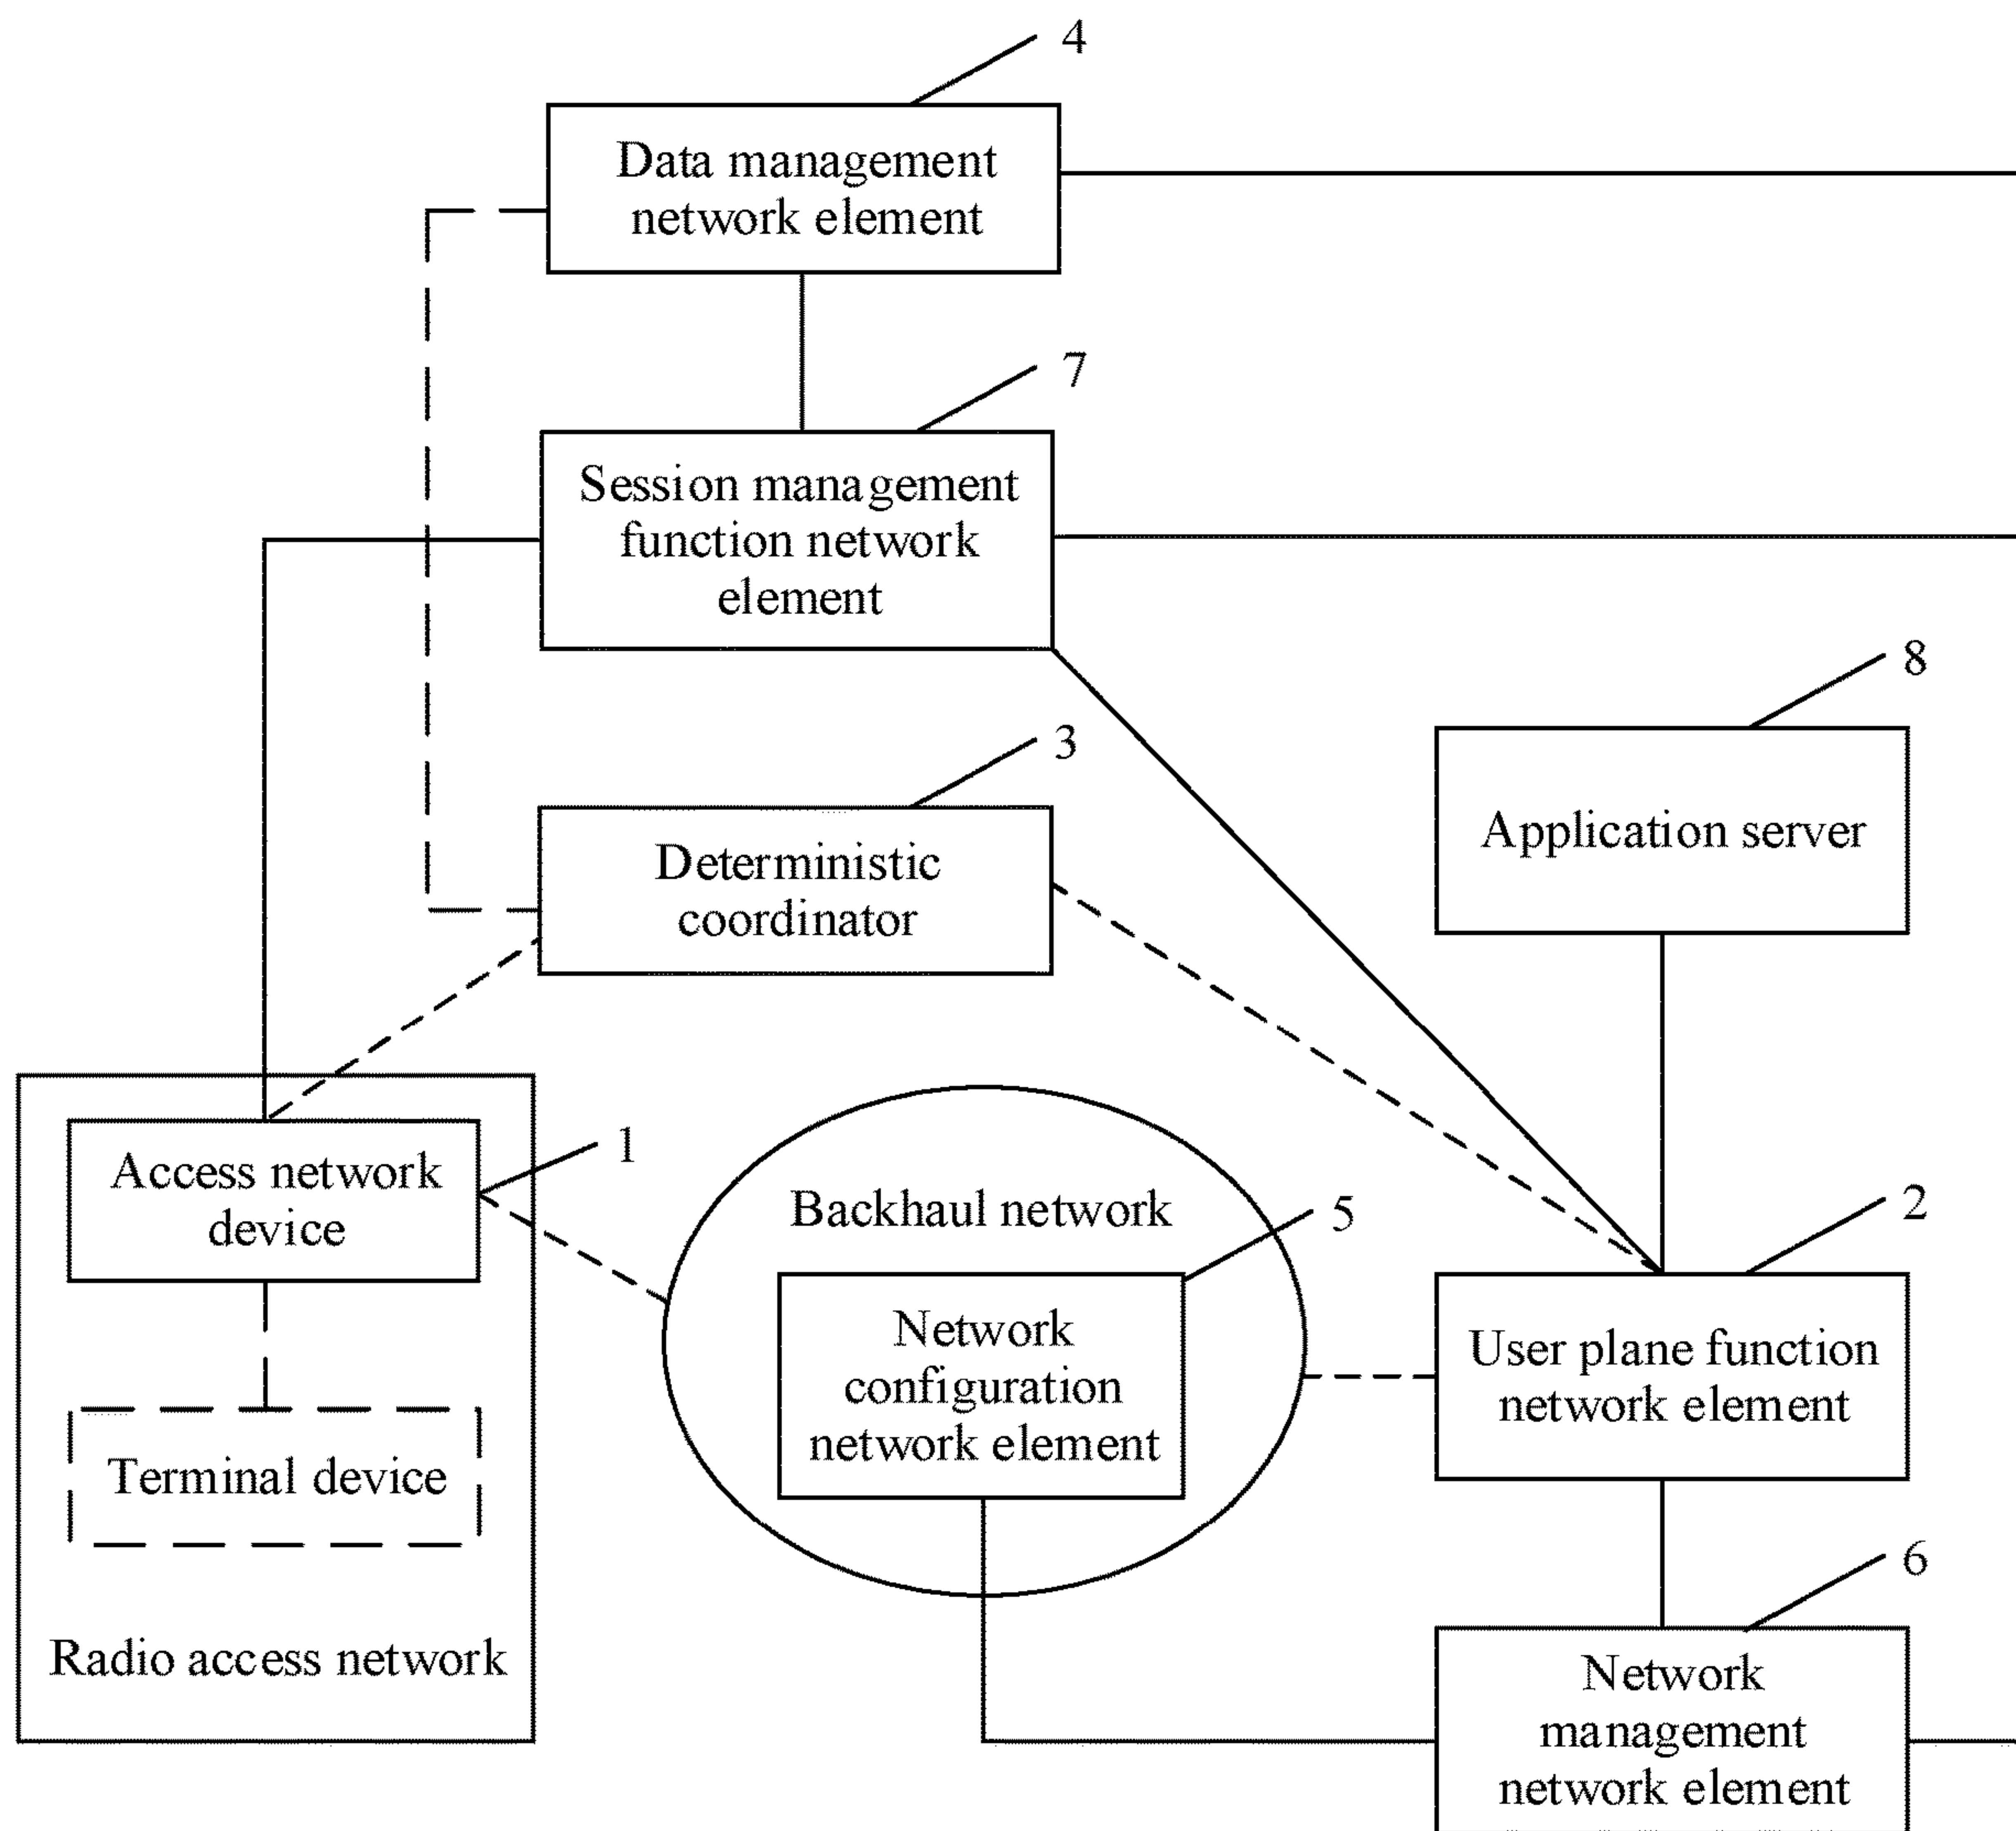 4
Data management
network element
7
Session management
function network
element
8
Application server
3
Deterministic
coordinator
1
Access network
device
Terminal device
Radio access network
Backhaul network
5
Network
configuration
network element
2
User plane function
network element
6
Network
management
network element